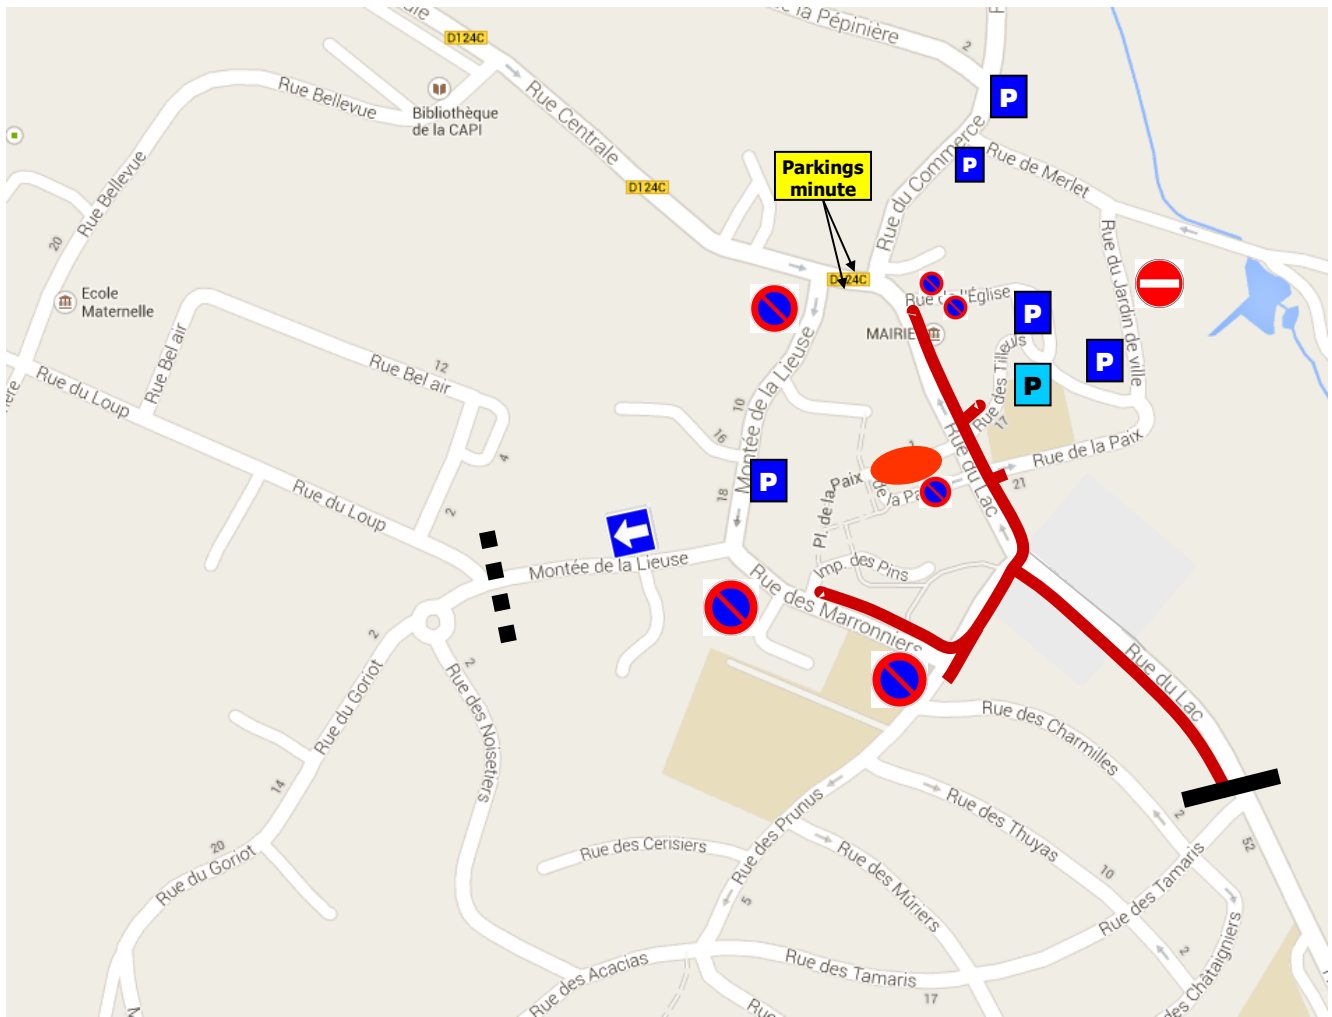 de la Pépinière
2
D124C
P
Rue Bellevue
Bibliothèque
de la CAPI
Rue Centrale
Rue du Commerce
Rue de Merlet
P
Parkings
minute
D124C
Rue Bellevue
20
Ecole
Maternelle
D124C
Rue de l'Église
P
MAIRIE
Rue du Jardin de ville
Rue Bel air
12
Rue Bel air
Rue du Loup
Montée de la Lieuse
Rue des Tilleuls
P
P
10
16
17
4
1
Rue du Lac
Rue de la Paix
18
P
Pl. de la Paix
21
2
Rue du Loup
Montée de la Lieuse
Imp. des Pins
Rue des Marronniers
2
2
Rue du Goriot
Rue des Noisetiers
Rue du Lac
Rue des Charmilles
14
Rue des Prunus
Rue des Thuyas
2
52
20
Rue du Goriot
Rue des Cerisiers
Rue des Mûriers
10
Rue des Tamaris
5
2
Rue des Acacias
Rue des Tamaris
17
des Châtaigniers